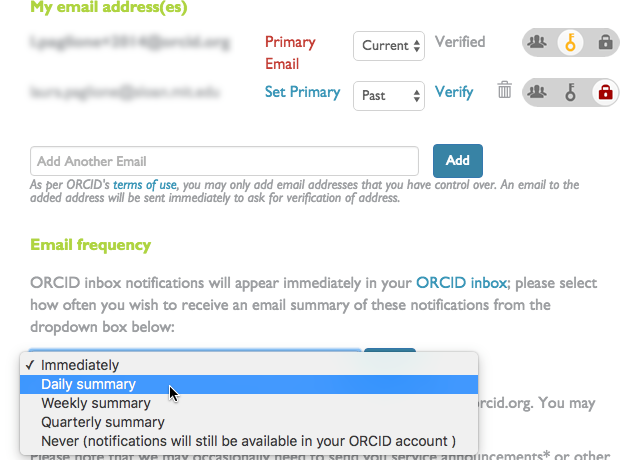 My email address(es)
Primary Email
Current
Verified
Set Primary
Past
Verify
Add Another Email
Add
As per ORCID's terms of use, you may only add email addresses that you have control over. An email to the
added address will be sent immediately to ask for verification of address.
Email frequency
ORCID inbox notifications will appear immediately in your ORCID inbox; please select
how often you wish to receive an email summary of these notifications from the
dropdown box below:
✓ Immediately
Daily summary
Weekly summary
orcid.org. You may
Quarterly summary
Never (notifications will still be available in your ORCID account )
Please note that we may occasionally need to send you service announcements* or other